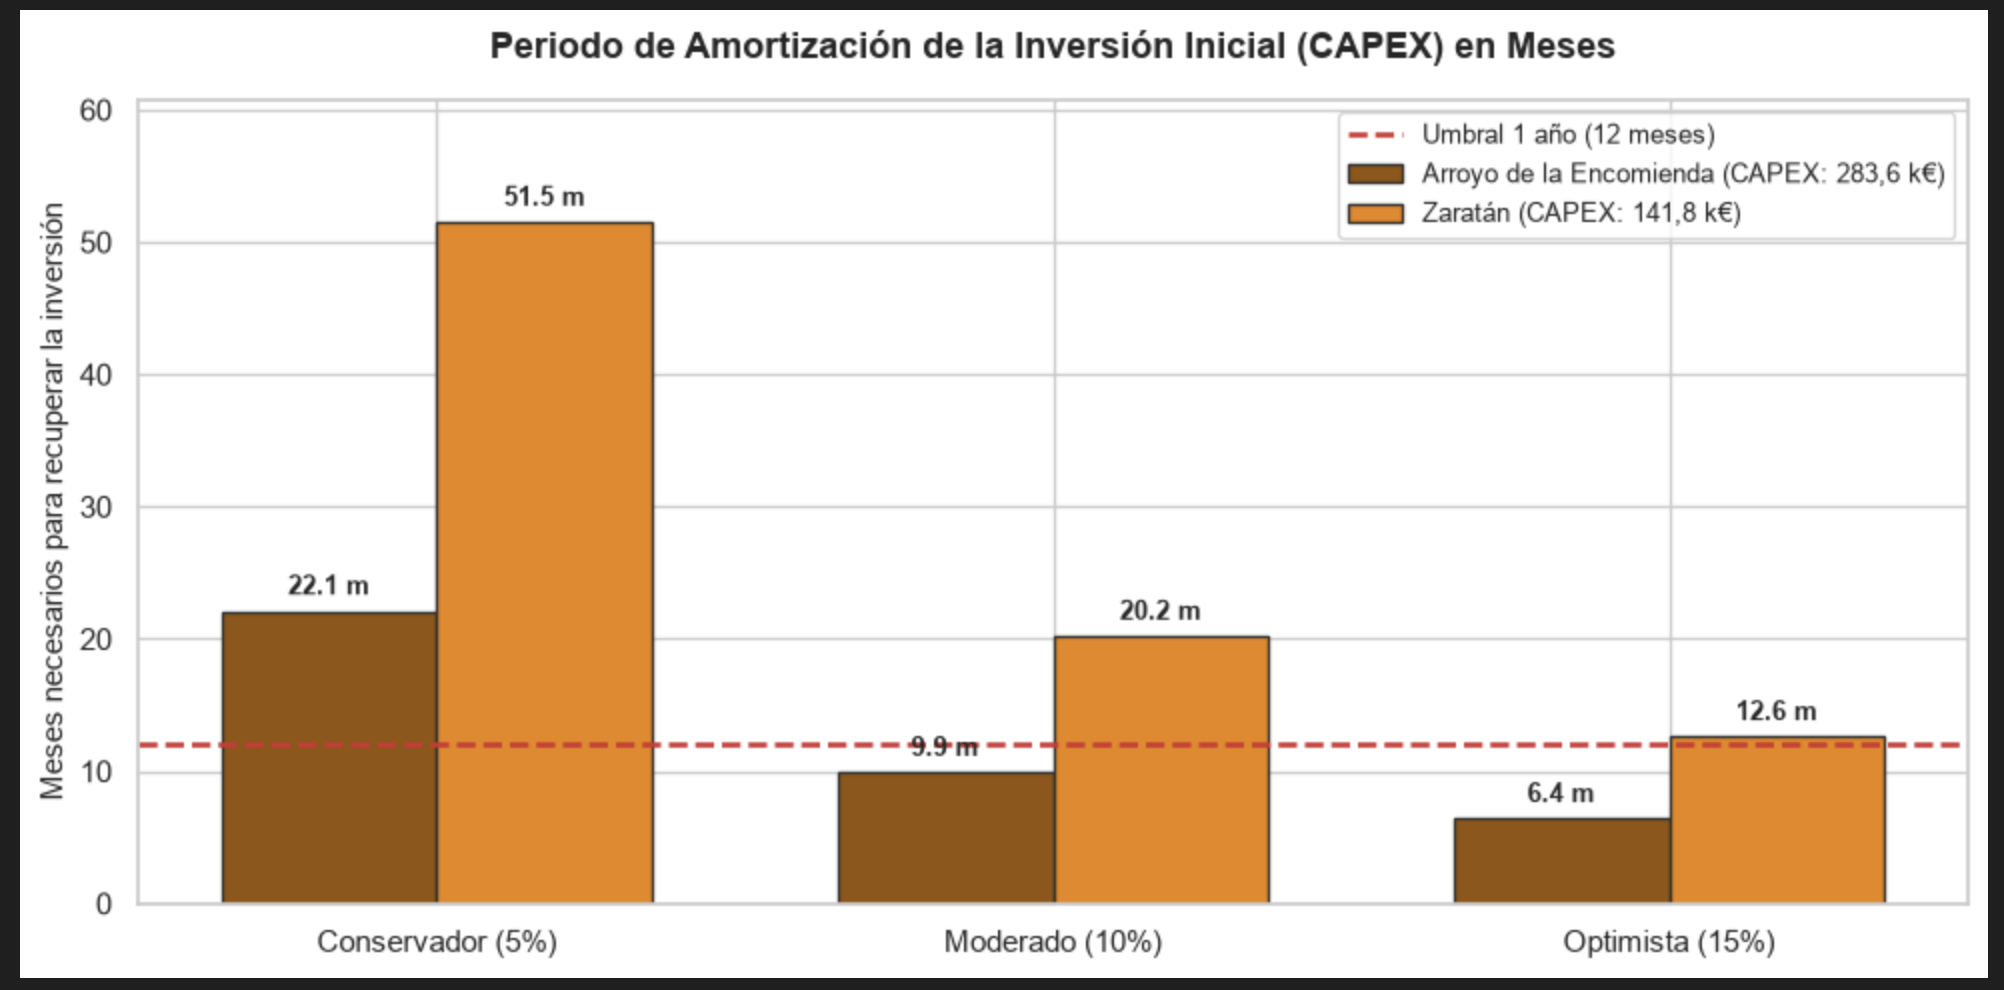 Periodo de Amortización de la Inversión Inicial (CAPEX) en Meses
Meses necesarios para recuperar la inversión
60
50
40
30
20
10
0
Umbral 1 año (12 meses)
Arroyo de la Encomienda (CAPEX: 283,6 k€)
Zaratán (CAPEX: 141,8 k€)
22.1 m
51.5 m
9.9 m
20.2 m
6.4 m
12.6 m
Conservador (5%)
Moderado (10%)
Optimista (15%)